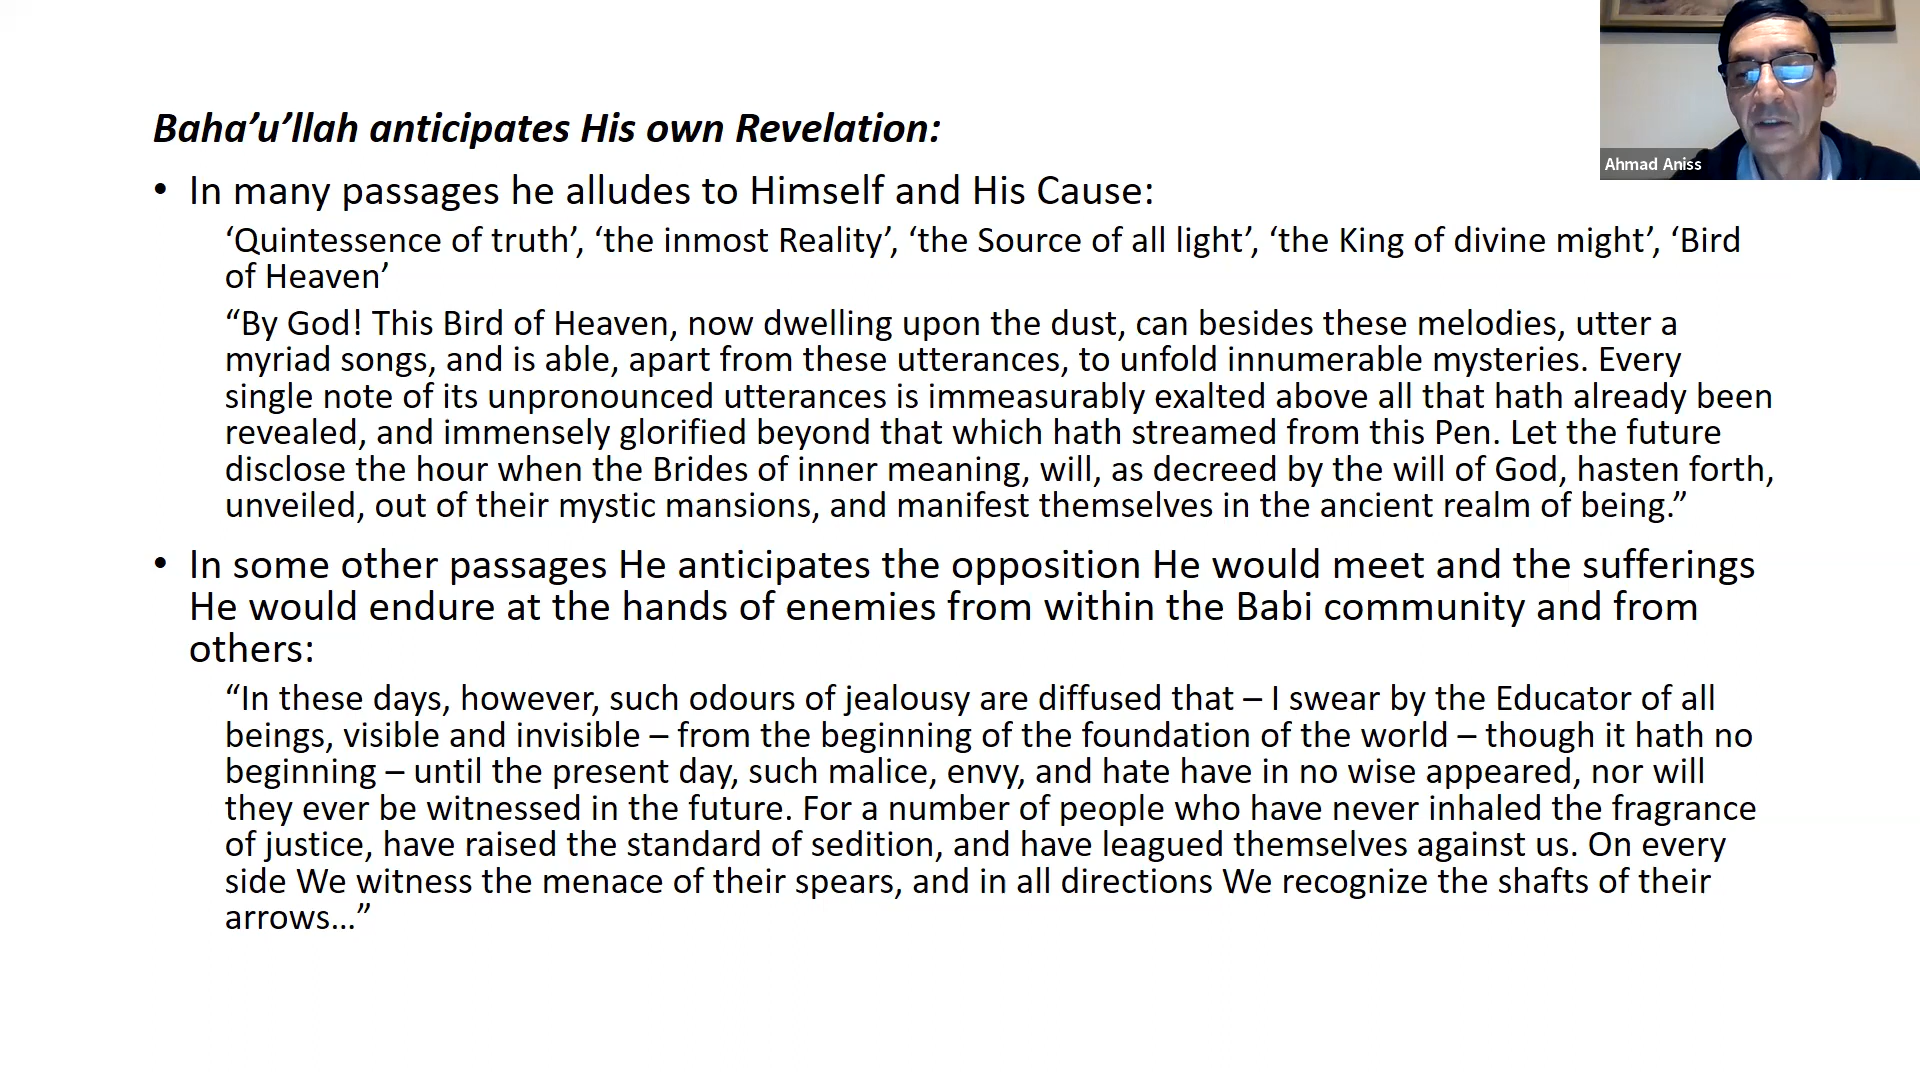 Baha’u’llah anticipates His own Revelation:
• In many passages he alludes to Himself and His Cause:
‘Quintessence of truth’, ‘the inmost Reality’, ‘the Source of all light’, ‘the King of divine might’, ‘Bird
of Heaven’
“By God! This Bird of Heaven, now dwelling upon the dust, can besides these melodies, utter a
myriad songs, and is able, apart from these utterances, to unfold innumerable mysteries. Every
single note of its unpronounced utterances is immeasurably exalted above all that hath already been
revealed, and immensely glorified beyond that which hath streamed from this Pen. Let the future
disclose the hour when the Brides of inner meaning, will, as decreed by the will of God, hasten forth,
unveiled, out of their mystic mansions, and manifest themselves in the ancient realm of being.”
• In some other passages He anticipates the opposition He would meet and the sufferings
He would endure at the hands of enemies from within the Babi community and from
others:
“In these days, however, such odours of jealousy are diffused that – I swear by the Educator of all
beings, visible and invisible – from the beginning of the foundation of the world – though it hath no
beginning – until the present day, such malice, envy, and hate have in no wise appeared, nor will
they ever be witnessed in the future. For a number of people who have never inhaled the fragrance
of justice, have raised the standard of sedition, and have leagued themselves against us. On every
side We witness the menace of their spears, and in all directions We recognize the shafts of their
arrows…”
Ahmad Aniss